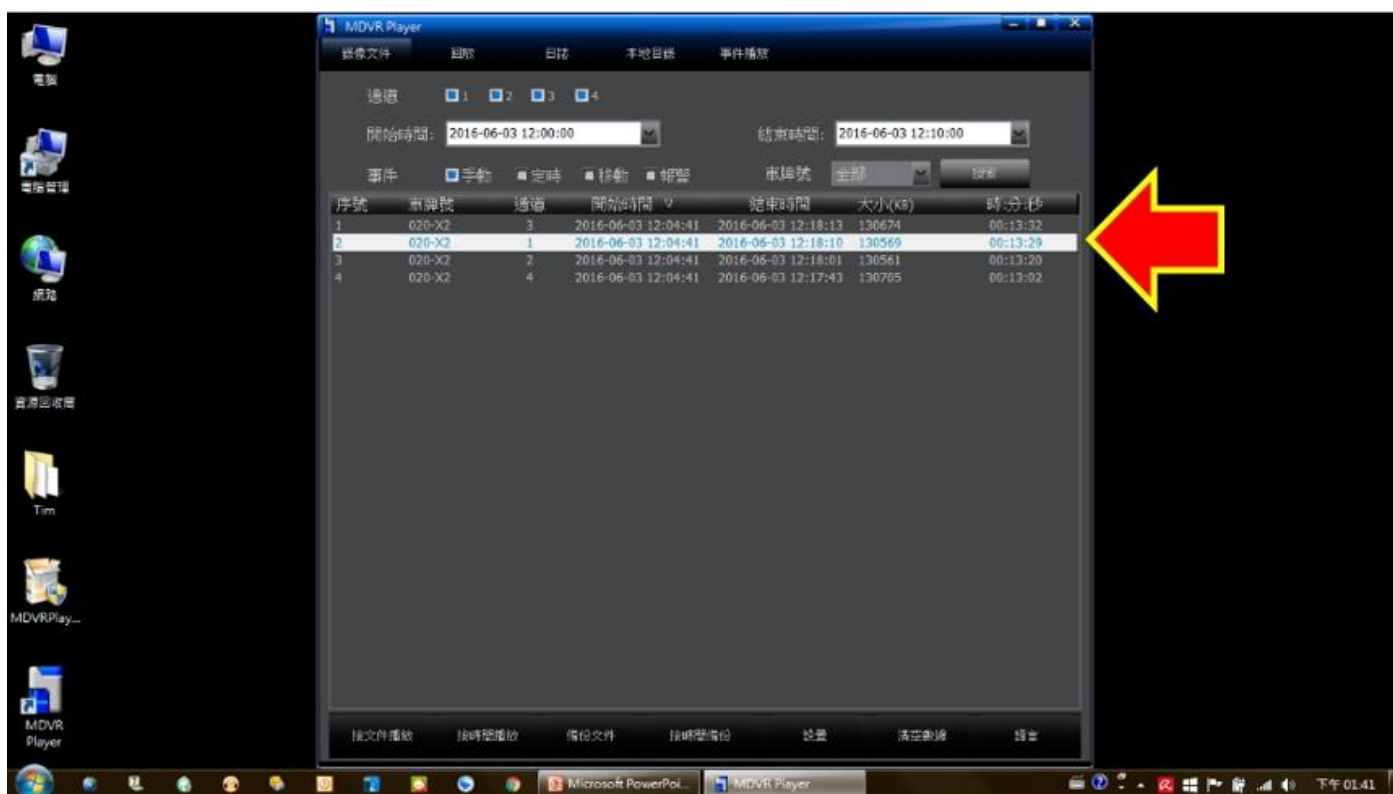 MDVR Player
錄像文件 回放 日誌 本地目錄 事件播放
通道 1 2 3 4
開始時間: 2016-06-03 12:00:00 結束時間: 2016-06-03 12:10:00
事件 手動 定時 移動 報警 車牌號 全部 搜索
序號 車牌號 通道 開始時間 結束時間 大小(KB) 時:分:秒
1 020-X2 3 2016-06-03 12:04:41 2016-06-03 12:18:13 130674 00:13:32
2 020-X2 1 2016-06-03 12:04:41 2016-06-03 12:18:10 130569 00:13:29
3 020-X2 2 2016-06-03 12:04:41 2016-06-03 12:18:01 130561 00:13:20
4 020-X2 4 2016-06-03 12:04:41 2016-06-03 12:17:43 130705 00:13:02
按文件播放 按時間播放 備份文件 按時間備份 設置 清空數據 語言
電腦
電腦管理
網路
資源回收筒
Tim
MDVRPlay...
MDVR
Player
Microsoft PowerPoi... MDVR Player 下午 01:41